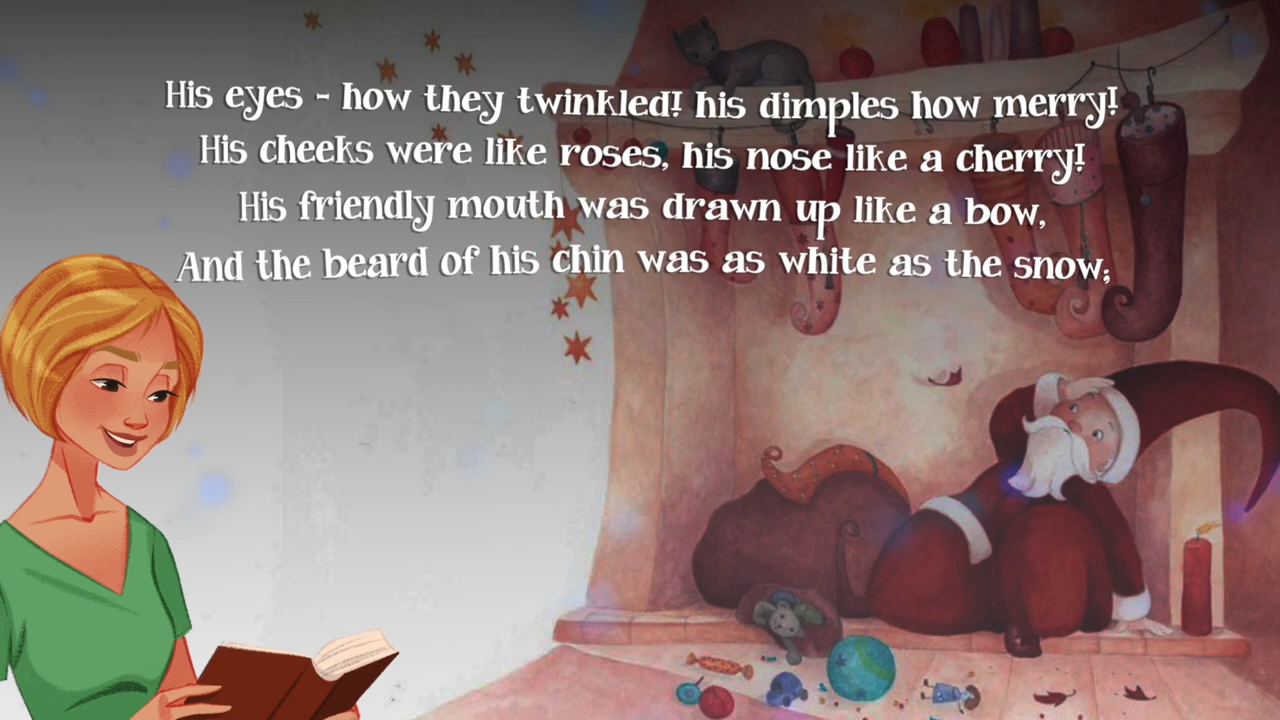 His eyes - how they twinkled! his dimples how merry!
His cheeks were like roses, his nose like a cherry!
His friendly mouth was drawn up like a bow,
And the beard of his chin was as white as the snow;